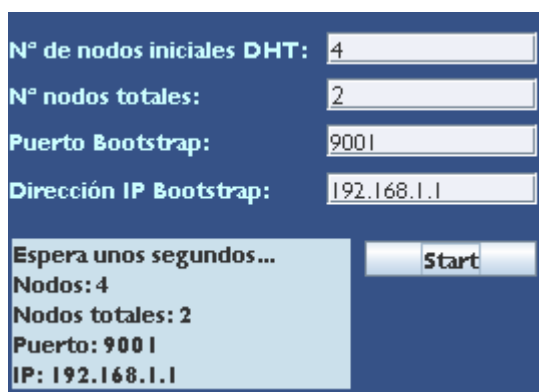 Nº de nodos iniciales DHT: 4
Nº nodos totales: 2
Puerto Bootstrap: 9001
Dirección IP Bootstrap: 192.168.1.1
Espera unos segundos...
Start
Nodos: 4
Nodos totales: 2
Puerto: 9001
IP: 192.168.1.1